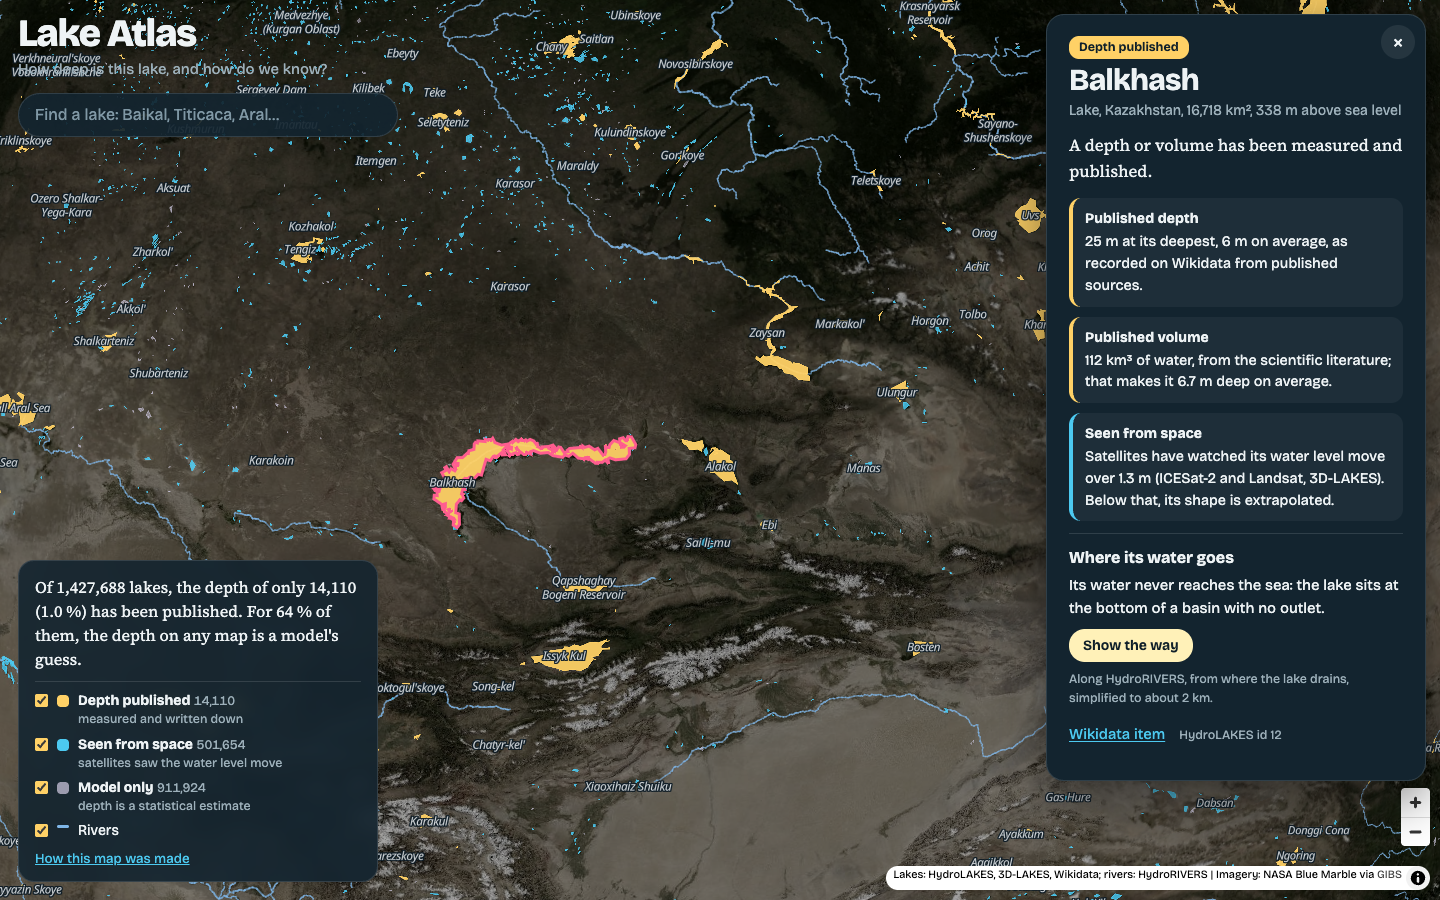 Lake Atlas
How deep is this lake, and how do we know?
Find a lake: Baikal, Titicaca, Aral...
Medvezhye,
(Kurgan Oblast)
Verkhneural'skoye
Sergeyev Dam
Kilibek
Ebeyty
Teke
Seletyteniz
Itemgen
Ubinskoye
Chany
Saitlan
Novosibirskoye
Krasnoyarsk
Reservoir
Sayano-
Shushenskoye
Kulundinskoye
Gorikoye
Maraldy
Karasor
Teletskoye
Uvs
Orog
Achit
Ozero Shalkar-
Yega-Kara
Aksuat
Kozhakol'
Tengiz
Zharkol'
Akkol'
Shalkarteniz
Shubarteniz
Karasor
Zaysan
Markakol'
Horgon
Tolbo
Ulungur
Karakoin
Balkhash
Alakol
Manas
Ebi
Sailimu
Qapshaghay
Bogeni Reservoir
Issyk Kul
Bosten
Song-kel
Chatyr-kel'
Xiaoxihaiz Shuiku
Karakul
Gas Hure
Dabsan
Ayakkum
Aqqikkol
Donggi Cona
Ngoring
Of 1,427,688 lakes, the depth of only 14,110
(1.0 %) has been published. For 64 % of
them, the depth on any map is a model's
guess.
Depth published 14,110
measured and written down
Seen from space 501,654
satellites saw the water level move
Model only 911,924
depth is a statistical estimate
Rivers
How this map was made
Depth published
×
Balkhash
Lake, Kazakhstan, 16,718 km², 338 m above sea level
A depth or volume has been measured and
published.
Published depth
25 m at its deepest, 6 m on average, as
recorded on Wikidata from published
sources.
Published volume
112 km³ of water, from the scientific literature;
that makes it 6.7 m deep on average.
Seen from space
Satellites have watched its water level move
over 1.3 m (ICESat-2 and Landsat, 3D-LAKES).
Below that, its shape is extrapolated.
Where its water goes
Its water never reaches the sea: the lake sits at
the bottom of a basin with no outlet.
Show the way
Along HydroRIVERS, from where the lake drains,
simplified to about 2 km.
Wikidata item HydroLAKES id 12
Lakes: HydroLAKES, 3D-LAKES, Wikidata; rivers: HydroRIVERS | Imagery: NASA Blue Marble via GIBS